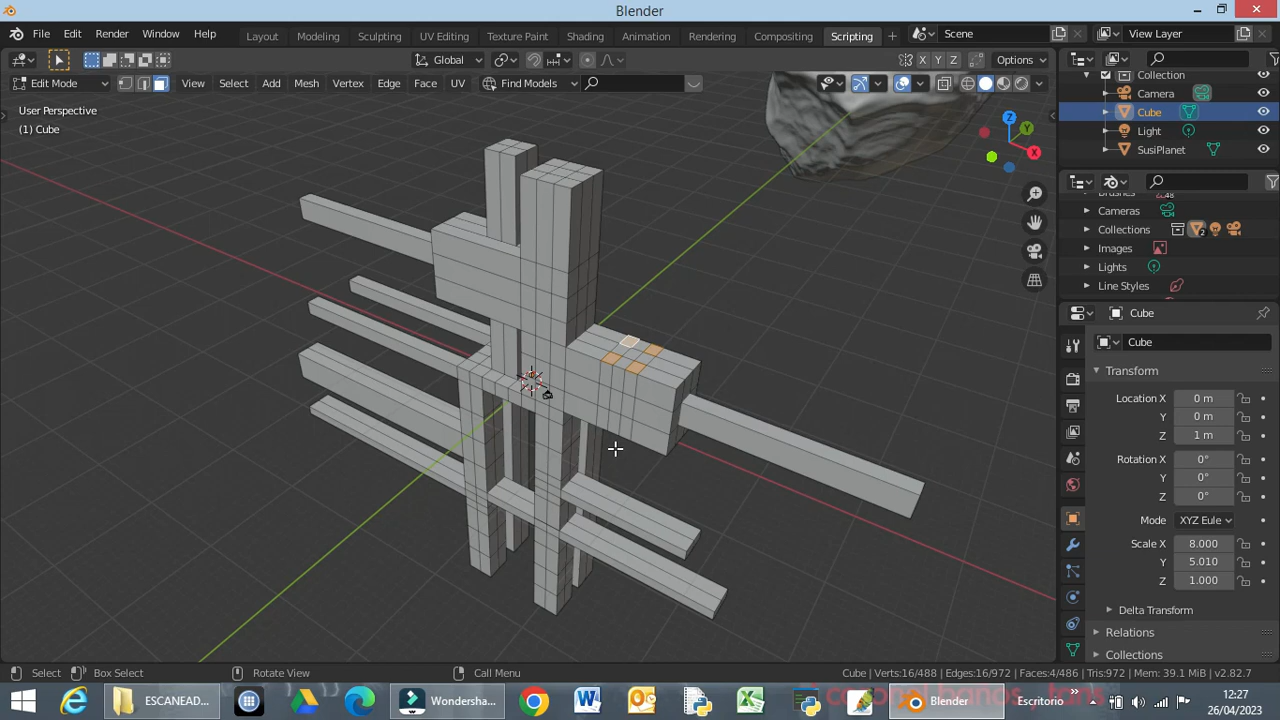 Blender
File Edit Render Window Help Layout Modeling Sculpting UV Editing Texture Paint Shading Animation Rendering Compositing Scripting Scene View Layer
Global X Y Z Options
Edit Mode View Select Add Mesh Vertex Edge Face UV Find Models
User Perspective
(1) Cube
Z
Y
X
Collection
Camera
Cube
Light
SusiPlanet
Brushes 48
Cameras
Collections 2
Images
Lights
Line Styles
Cube
Cube
Transform
Location X 0 m
Y 0 m
Z 1 m
Rotation X 0°
Y 0°
Z 0°
Mode XYZ Eule
Scale X 8.000
Y 5.010
Z 1.000
Delta Transform
Relations
Collections
Select Box Select Rotate View Call Menu Cube | Verts:16/488 | Edges:16/972 | Faces:4/486 | Tris:972 | Mem: 39.1 MiB | v2.82.7
ESCANEAD... Wondersha... Blender Escritorio 12:27
26/04/2023